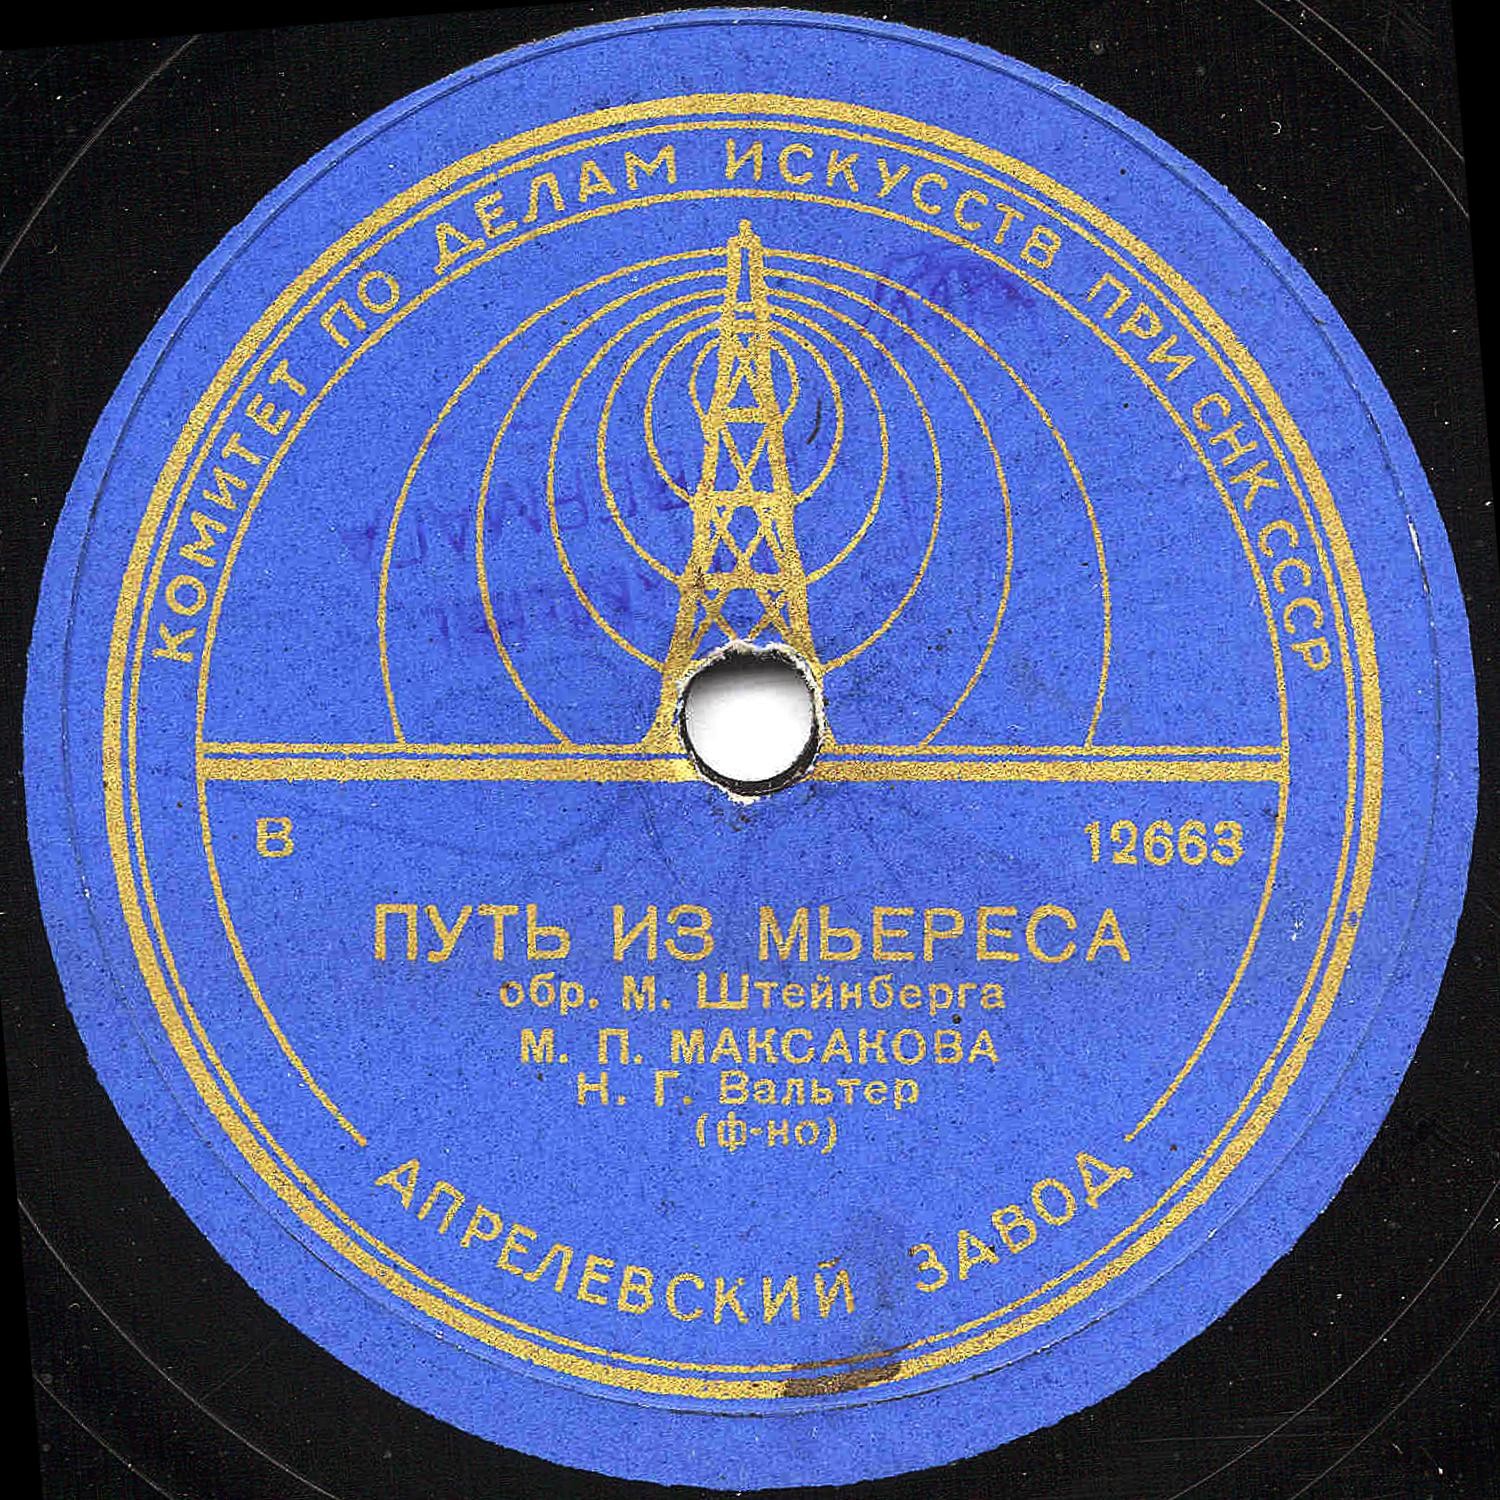 КОМИТЕТ ПО ДЕЛАМ ИСКУССТВ ПРИ СНК СССР
В 12663
ПУТЬ ИЗ МЬЕРЕСА
обр. М. Штейнберга
М. П. МАКСАКОВА
Н. Г. Вальтер
(ф-но)
АПРЕЛЕВСКИЙ ЗАВОД